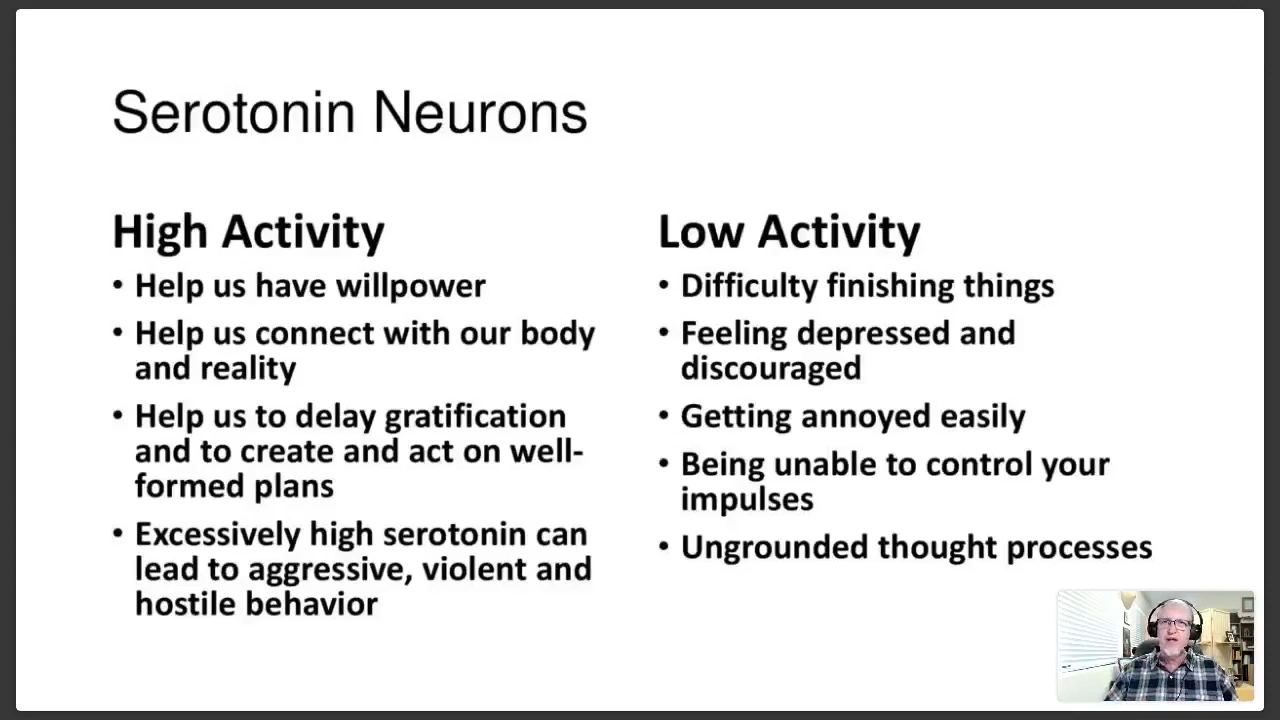 Serotonin Neurons
High Activity
• Help us have willpower
• Help us connect with our body
and reality
• Help us to delay gratification
and to create and act on well-
formed plans
• Excessively high serotonin can
lead to aggressive, violent and
hostile behavior
Low Activity
• Difficulty finishing things
• Feeling depressed and
discouraged
• Getting annoyed easily
• Being unable to control your
impulses
• Ungrounded thought processes